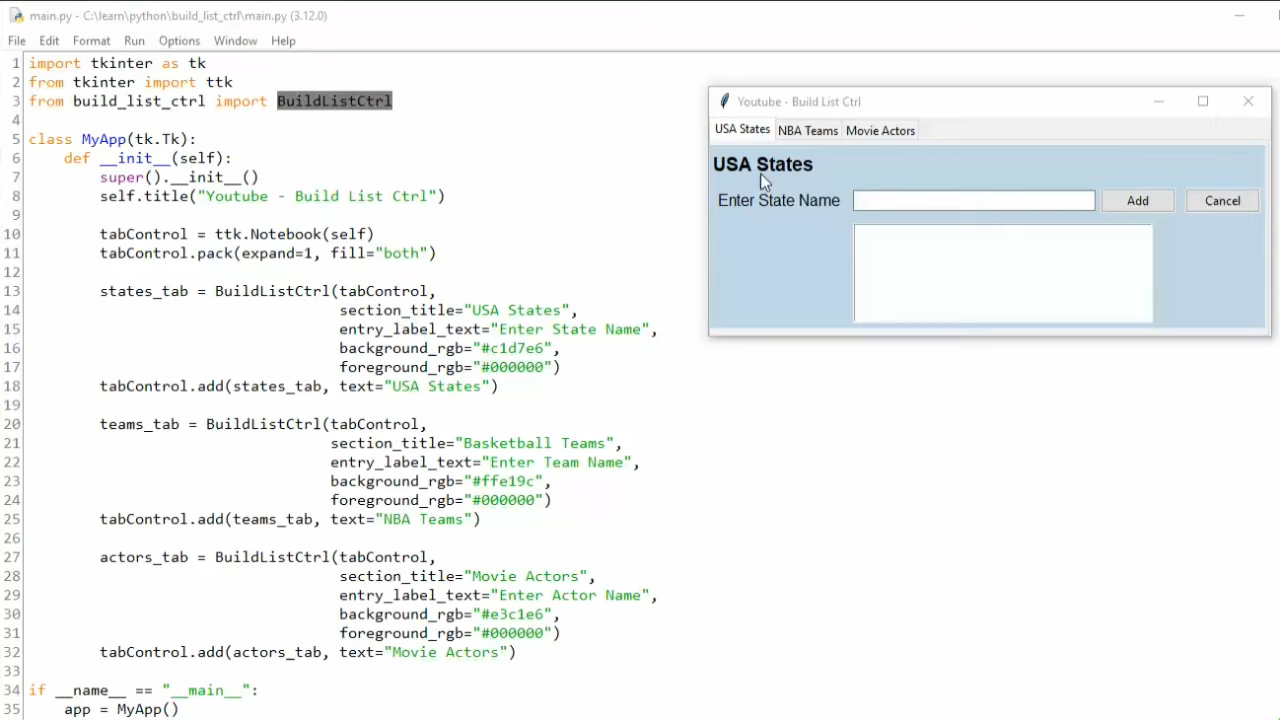 main.py - C:\learn\python\build_list_ctrl\main.py (3.12.0)
File Edit Format Run Options Window Help
1 import tkinter as tk
2 from tkinter import ttk
3 from build_list_ctrl import BuildListCtrl
4
5 class MyApp(tk.Tk):
6     def __init__(self):
7         super().__init__()
8         self.title("Youtube - Build List Ctrl")
9
10         tabControl = ttk.Notebook(self)
11         tabControl.pack(expand=1, fill="both")
12
13         states_tab = BuildListCtrl(tabControl,
14                                    section_title="USA States",
15                                    entry_label_text="Enter State Name",
16                                    background_rgb="#c1d7e6",
17                                    foreground_rgb="#000000")
18         tabControl.add(states_tab, text="USA States")
19
20         teams_tab = BuildListCtrl(tabControl,
21                                   section_title="Basketball Teams",
22                                   entry_label_text="Enter Team Name",
23                                   background_rgb="#ffe19c",
24                                   foreground_rgb="#000000")
25         tabControl.add(teams_tab, text="NBA Teams")
26
27         actors_tab = BuildListCtrl(tabControl,
28                                    section_title="Movie Actors",
29                                    entry_label_text="Enter Actor Name",
30                                    background_rgb="#e3c1e6",
31                                    foreground_rgb="#000000")
32         tabControl.add(actors_tab, text="Movie Actors")
33
34 if __name__ == "__main__":
35     app = MyApp()
Youtube - Build List Ctrl
USA States NBA Teams Movie Actors
USA States
Enter State Name Add Cancel